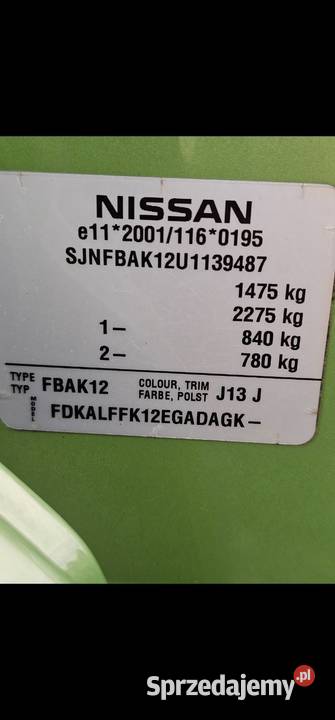 NISSAN
e11*2001/116*0195
SJNFBAK12U1139487
1475 kg
2275 kg
1– 840 kg
2– 780 kg
TYPE TYP FBAK12 COLOUR, TRIM FARBE, POLST J13 J
MODEL FDKALFFK12EGADAGK–
Sprzedajemy.pl